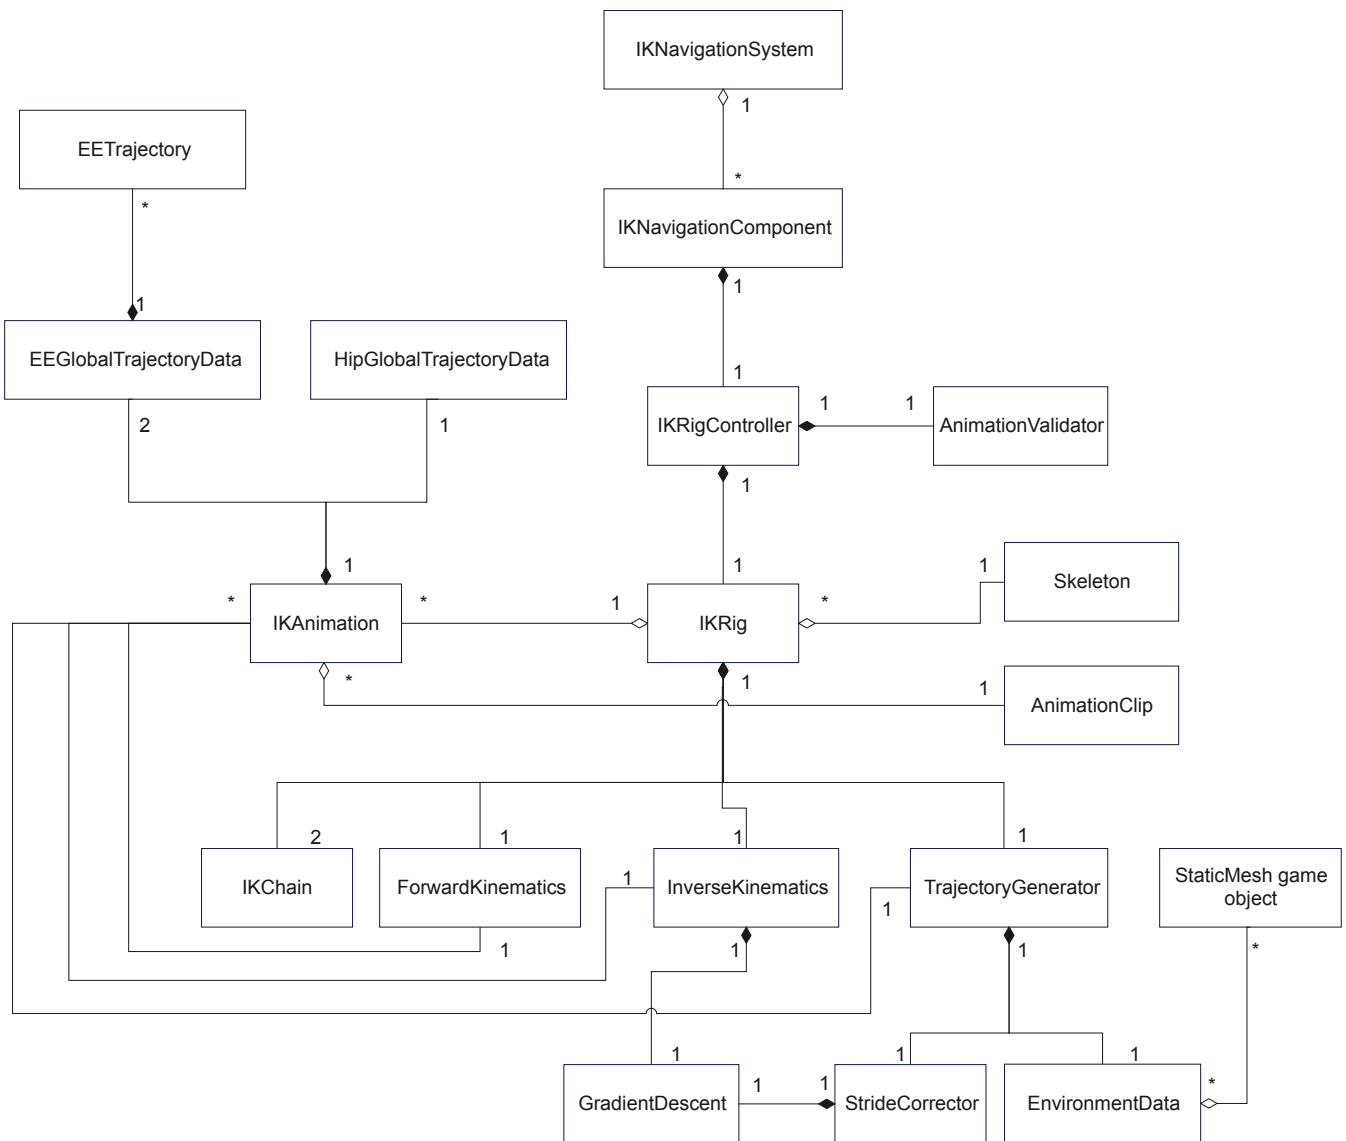 IKNavigationSystem
1
EETrajectory
*
*
IKNavigationComponent
1
1
EEGlobalTrajectoryData
HipGlobalTrajectoryData
1
2
1
IKRigController
1
1
AnimationValidator
1
1
1
1
Skeleton
*
IKAnimation
*
1
IKRig
*
*
1
1
AnimationClip
2
1
1
1
IKChain
ForwardKinematics
1
InverseKinematics
TrajectoryGenerator
StaticMesh game
object
1
1
1
1
*
1
1
1
*
GradientDescent
1
1
StrideCorrector
EnvironmentData